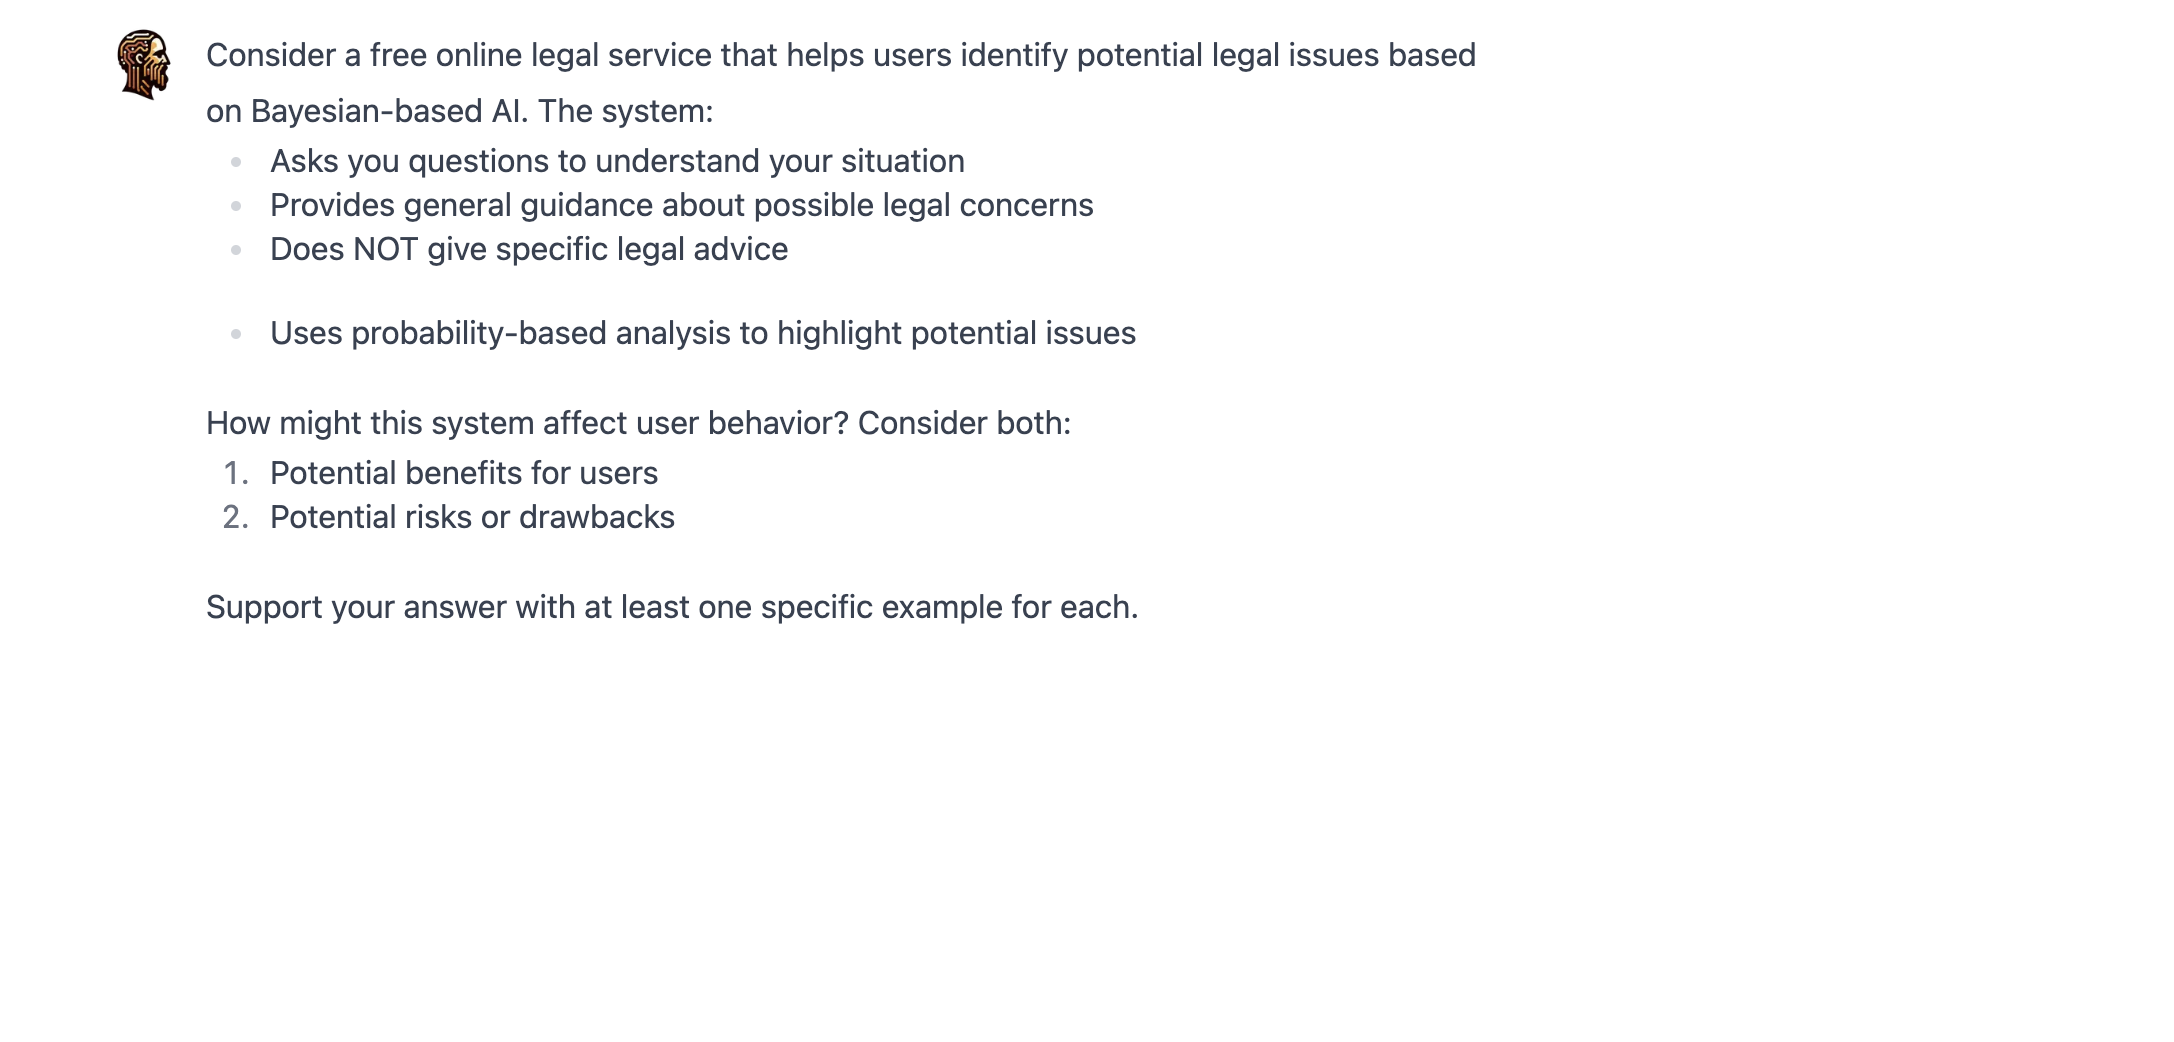 Consider a free online legal service that helps users identify potential legal issues based
on Bayesian-based AI. The system:
• Asks you questions to understand your situation
• Provides general guidance about possible legal concerns
• Does NOT give specific legal advice
• Uses probability-based analysis to highlight potential issues
How might this system affect user behavior? Consider both:
1. Potential benefits for users
2. Potential risks or drawbacks
Support your answer with at least one specific example for each.